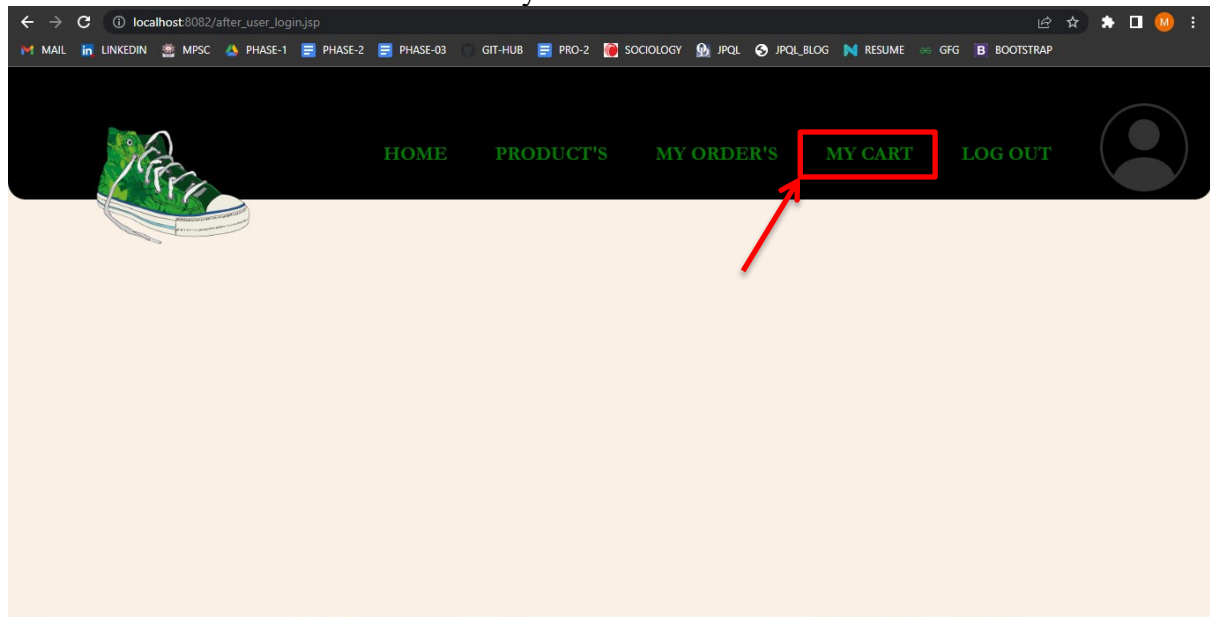 localhost:8082/after_user_login.jsp
M
MAIL LINKEDIN MPSC PHASE-1 PHASE-2 PHASE-03 GIT-HUB PRO-2 SOCIOLOGY JPQL JPQL_BLOG RESUME GFG B BOOTSTRAP
HOME PRODUCT'S MY ORDER'S MY CART LOG OUT